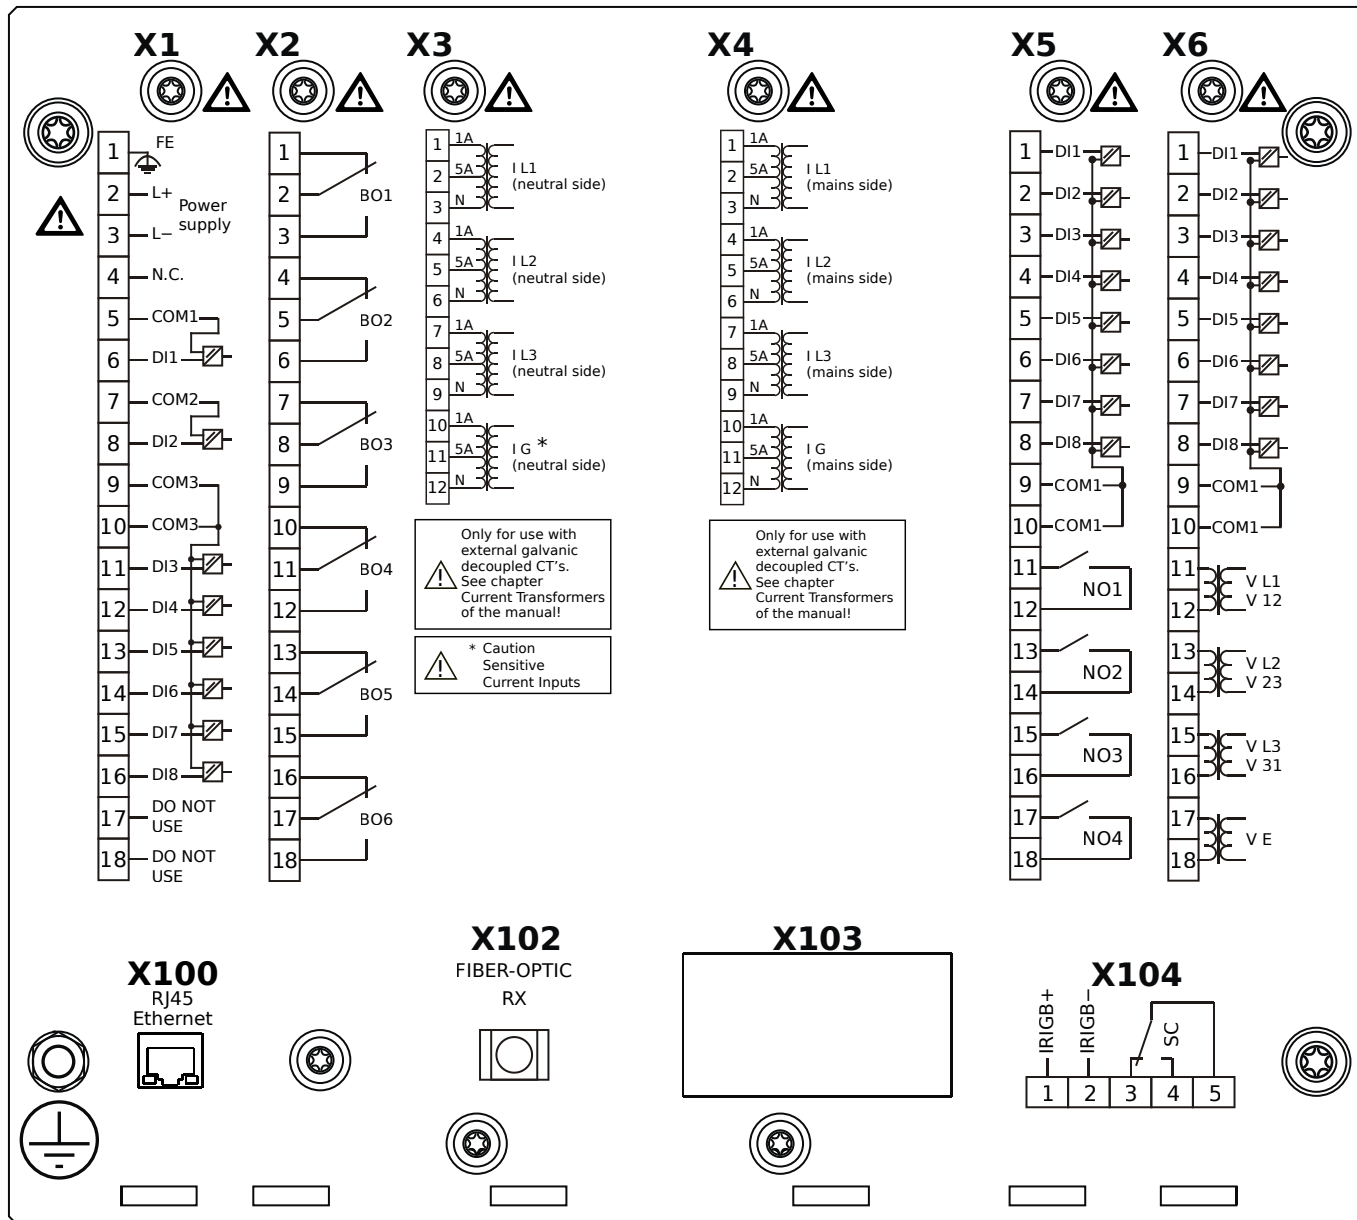 X1
X2
X3
X4
X5
X6
1
FE
2
L+
Power
supply
3
L−
4
N.C.
5
COM1
6
DI1
7
COM2
8
DI2
9
COM3
10
COM3
11
DI3
12
DI4
13
DI5
14
DI6
15
DI7
16
DI8
17
DO NOT
USE
18
DO NOT
USE
1
2
BO1
3
4
5
BO2
6
7
8
BO3
9
10
11
BO4
12
13
14
BO5
15
16
17
BO6
18
1
1A
2
5A
I L1
(neutral side)
3
N
4
1A
5
5A
I L2
(neutral side)
6
N
7
1A
8
5A
I L3
(neutral side)
9
N
10
1A
11
5A
I G *
(neutral side)
12
N
Only for use with
external galvanic
decoupled CT's.
See chapter
Current Transformers
of the manual!
* Caution
Sensitive
Current Inputs
1
1A
2
5A
I L1
(mains side)
3
N
4
1A
5
5A
I L2
(mains side)
6
N
7
1A
8
5A
I L3
(mains side)
9
N
10
1A
11
5A
I G
(mains side)
12
N
Only for use with
external galvanic
decoupled CT's.
See chapter
Current Transformers
of the manual!
1
DI1
2
DI2
3
DI3
4
DI4
5
DI5
6
DI6
7
DI7
8
DI8
9
COM1
10
COM1
11
NO1
12
13
NO2
14
15
NO3
16
17
NO4
18
1
DI1
2
DI2
3
DI3
4
DI4
5
DI5
6
DI6
7
DI7
8
DI8
9
COM1
10
COM1
11
V L1
12
V 12
13
V L2
14
V 23
15
V L3
16
V 31
17
V E
18
X100
RJ45
Ethernet
X102
FIBER-OPTIC
RX
X103
X104
IRIGB+
IRIGB−
SC
1 2 3 4 5